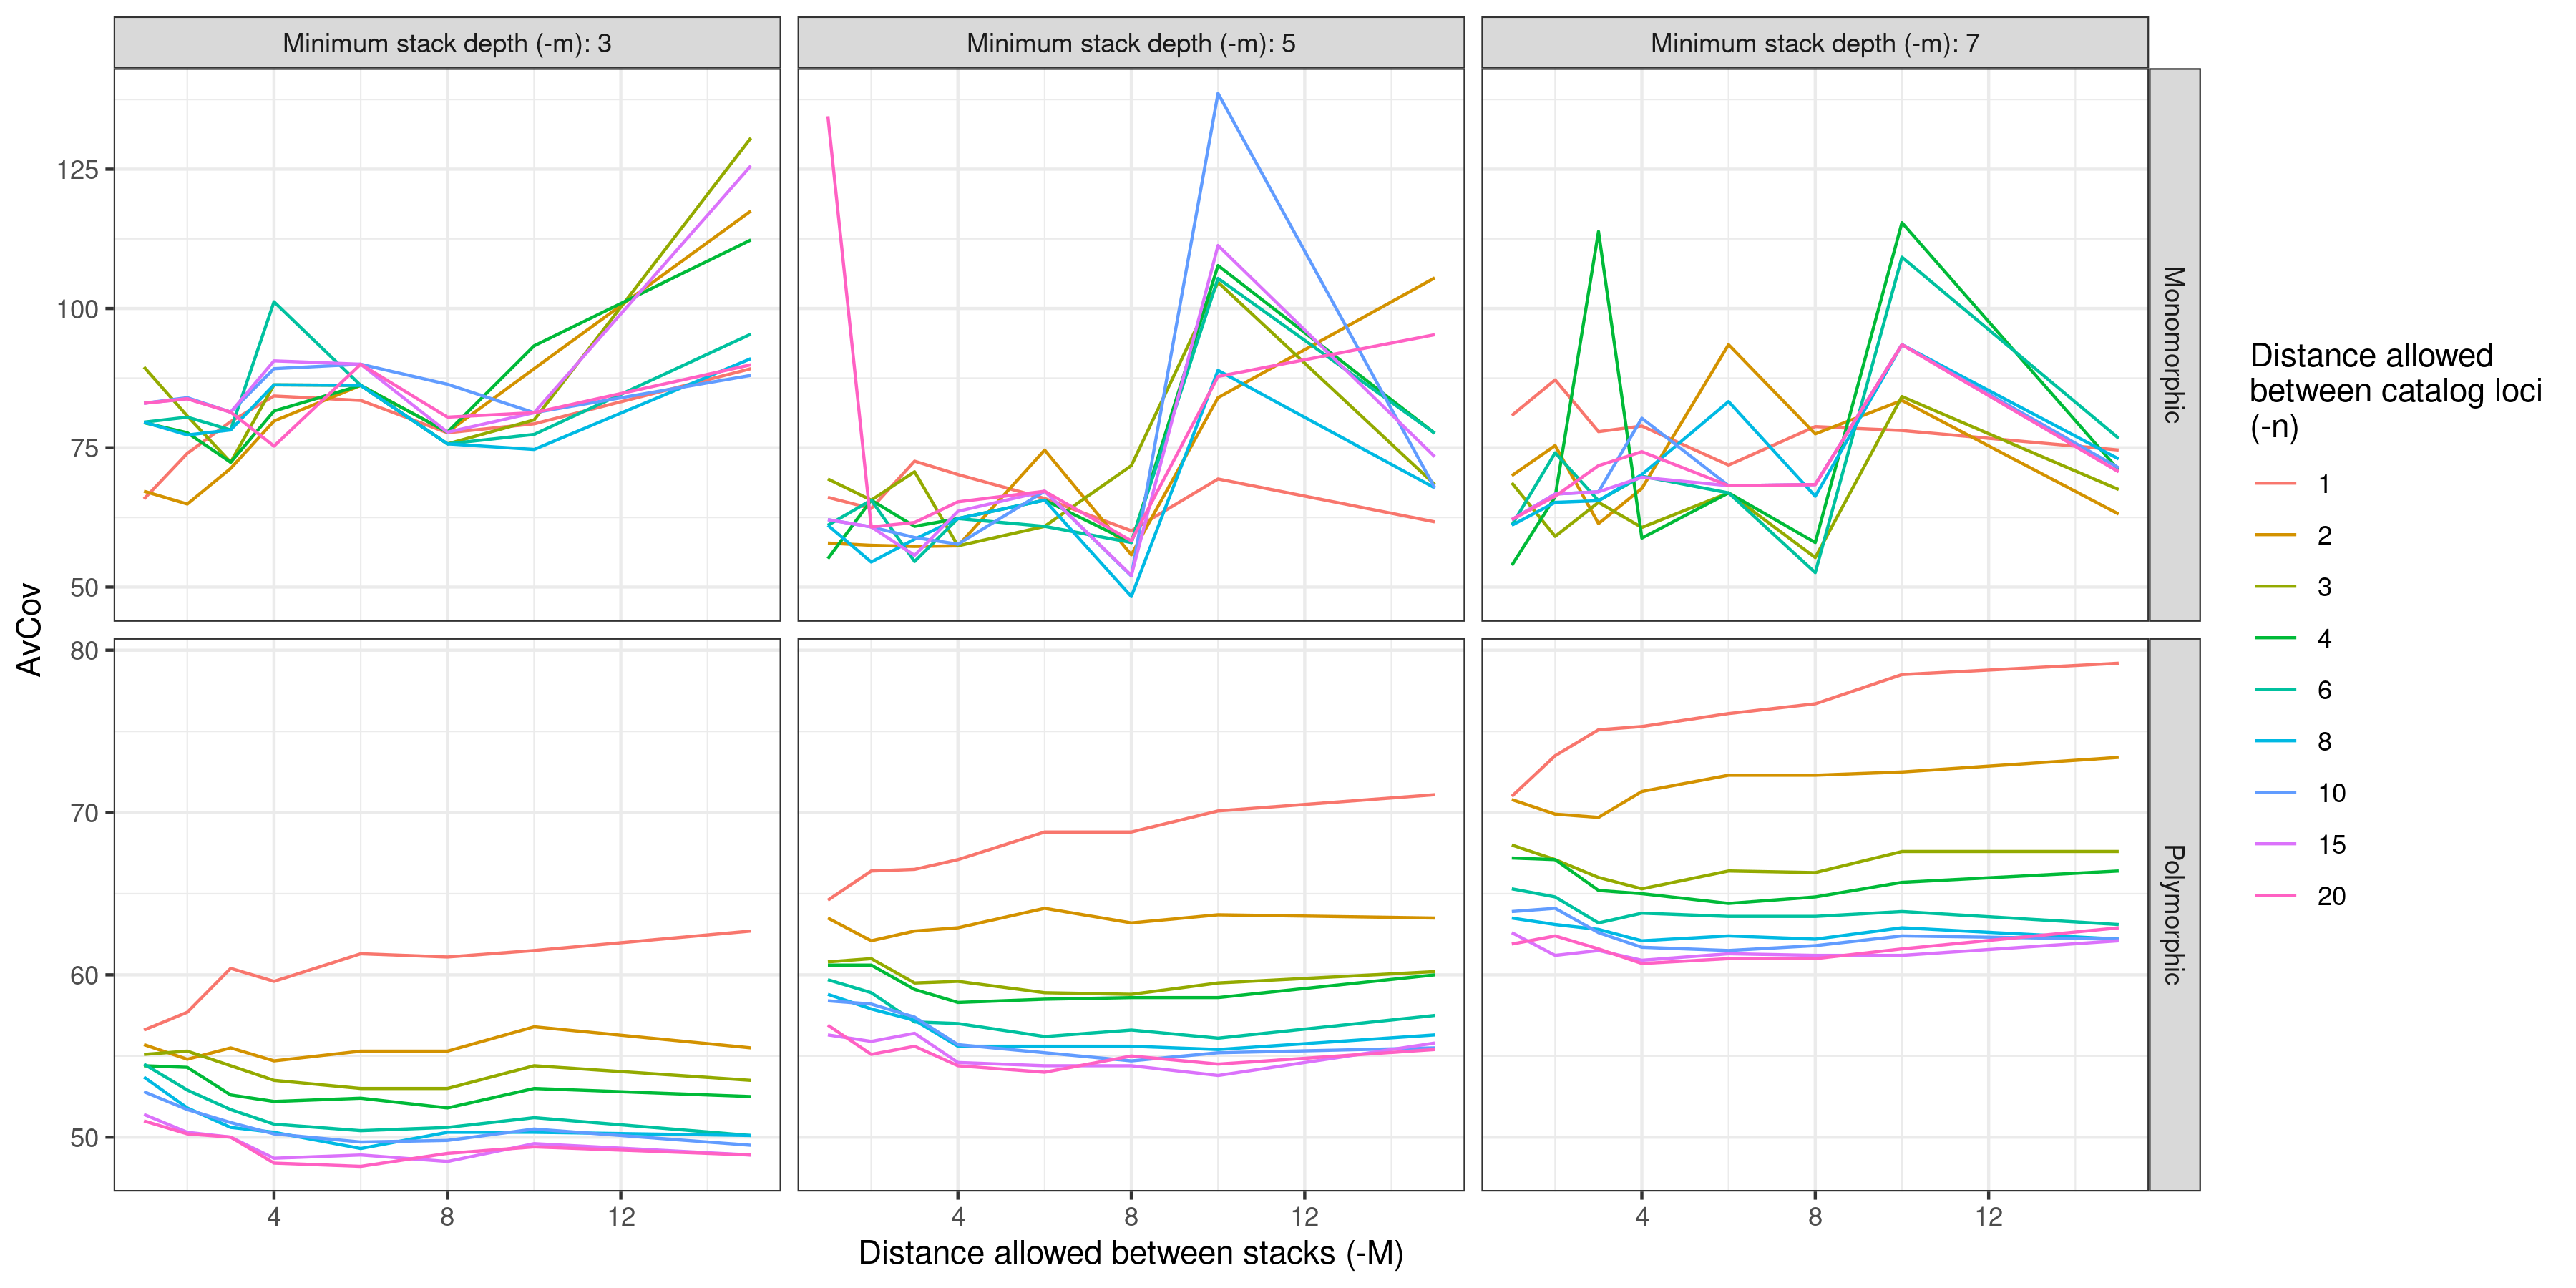 Minimum stack depth (-m): 3
Minimum stack depth (-m): 5
Minimum stack depth (-m): 7
125
100
75
50
Monomorphic
80
70
60
50
Polymorphic
AvCov
4
8
12
4
8
12
4
8
12
Distance allowed between stacks (-M)
Distance allowed
between catalog loci
(-n)
1
2
3
4
6
8
10
15
20